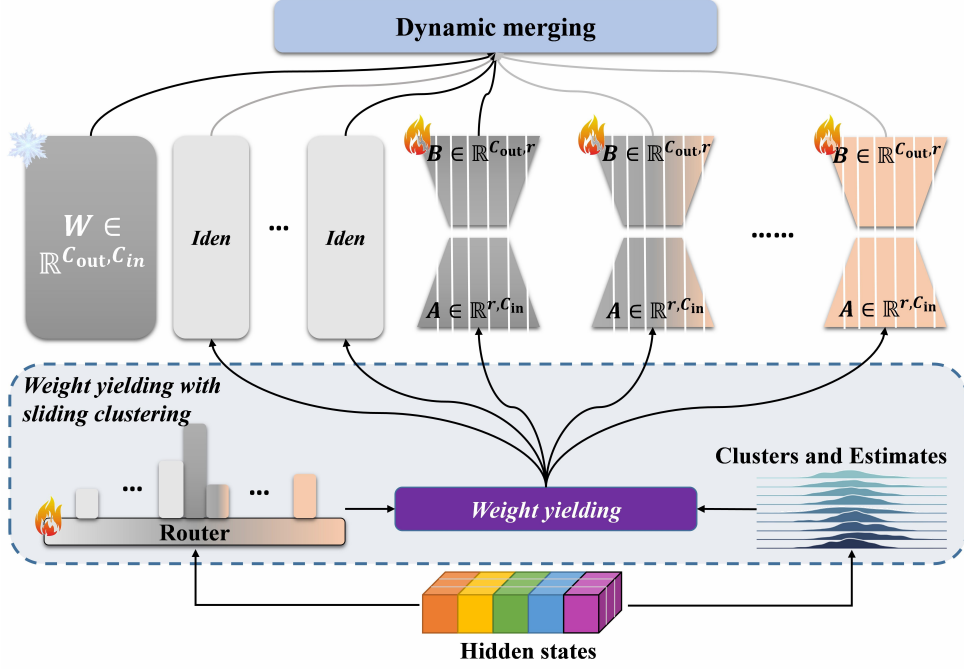 Dynamic merging
W ∈
ℝ^{C_out, C_in}
Iden
...
Iden
B ∈ ℝ^{C_out, r}
A ∈ ℝ^{r, C_in}
B ∈ ℝ^{C_out, r}
A ∈ ℝ^{r, C_in}
......
B ∈ ℝ^{C_out, r}
A ∈ ℝ^{r, C_in}
Weight yielding with
sliding clustering
...
...
Router
Weight yielding
Clusters and Estimates
Hidden states